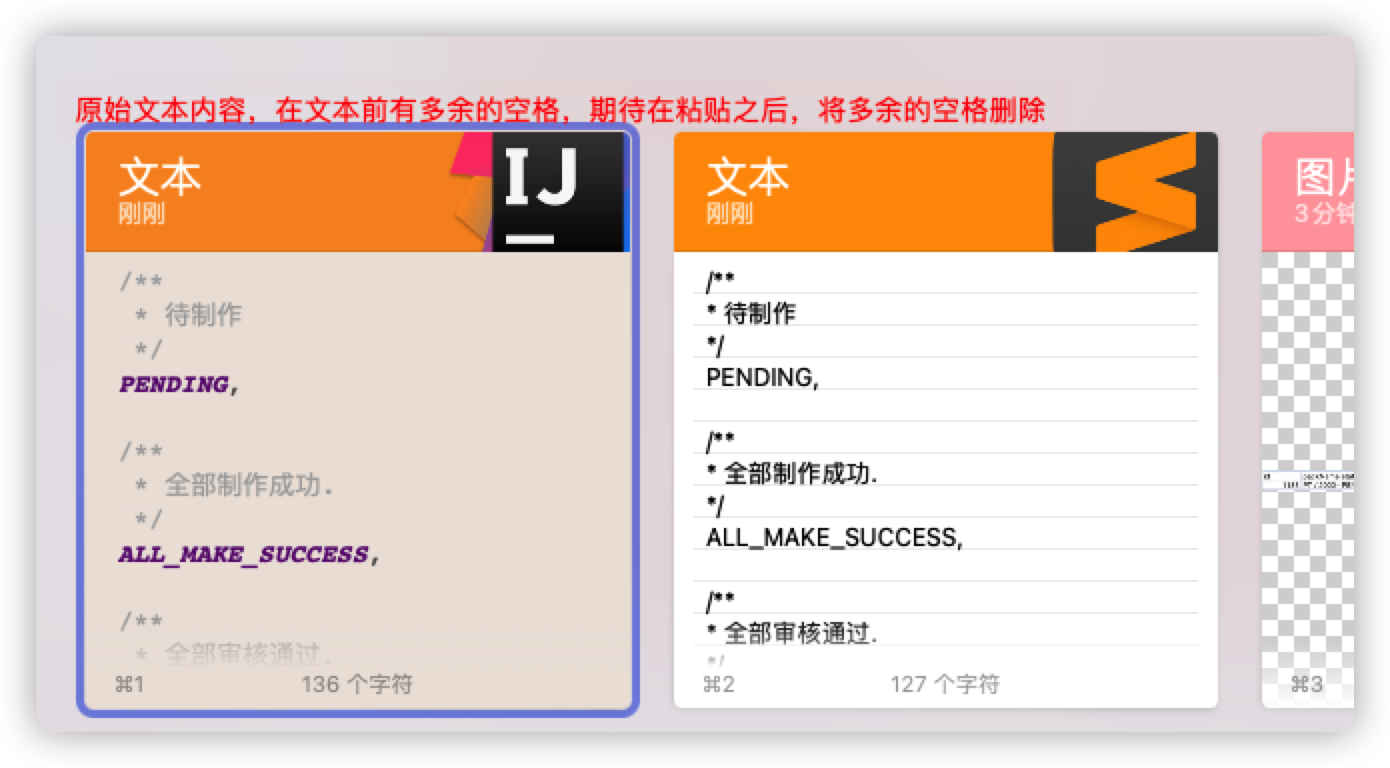 原始文本内容，在文本前有多余的空格，期待在粘贴之后，将多余的空格删除
文本
刚刚
IJ
/**
 * 待制作
 */
PENDING,
/**
 * 全部制作成功.
 */
ALL_MAKE_SUCCESS,
/**
 * 全部审核通过.
⌘1
136 个字符
文本
刚刚
/**
* 待制作
*/
PENDING,
/**
* 全部制作成功.
*/
ALL_MAKE_SUCCESS,
/**
* 全部审核通过.
*/
⌘2
127 个字符
图片
3分钟
⌘3